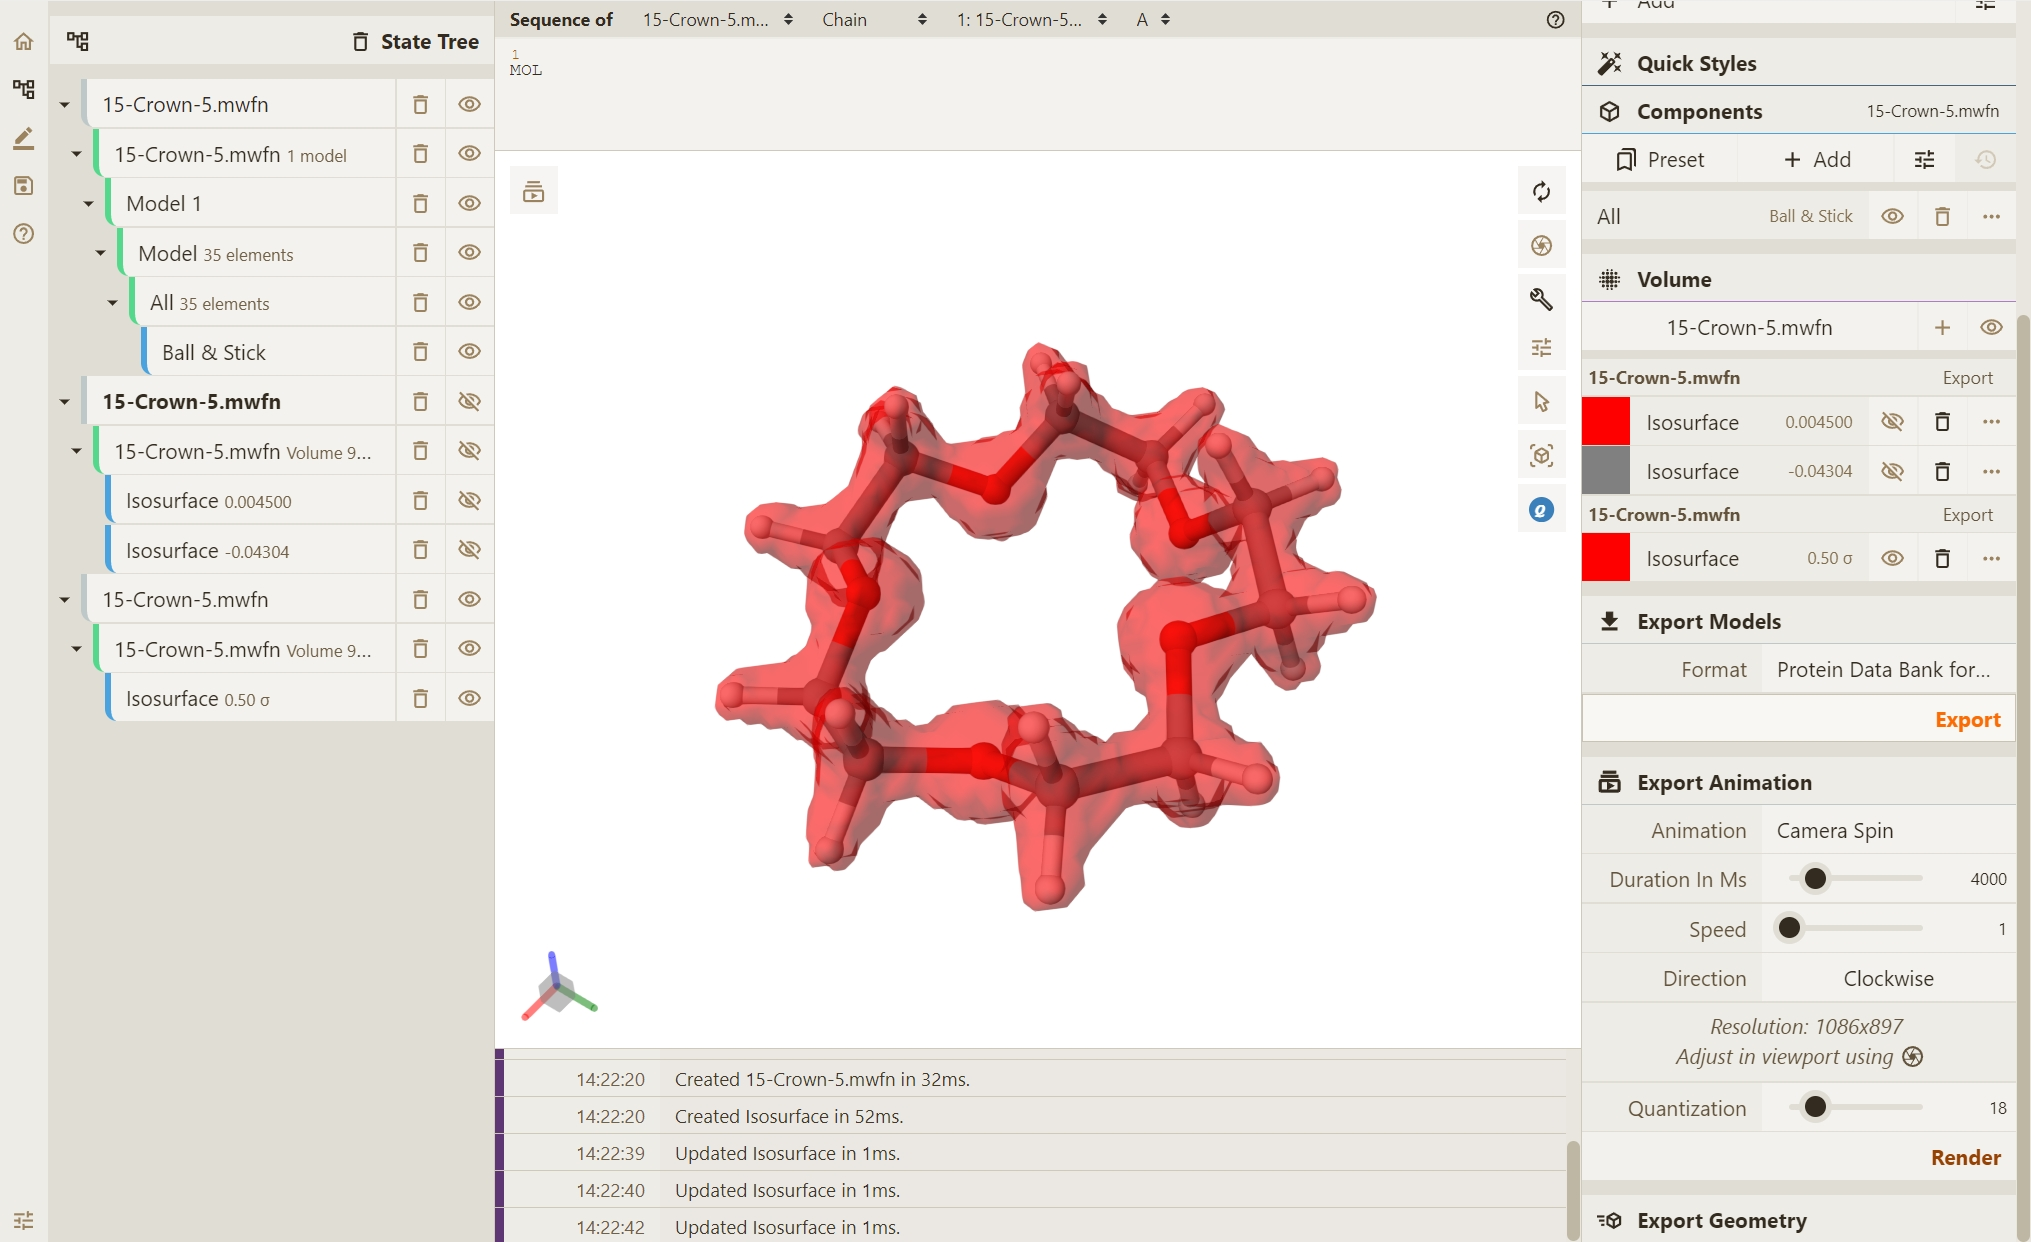 State Tree
15-Crown-5.mwfn
15-Crown-5.mwfn 1 model
Model 1
Model 35 elements
All 35 elements
Ball & Stick
15-Crown-5.mwfn
15-Crown-5.mwfn Volume 9...
Isosurface 0.004500
Isosurface -0.04304
15-Crown-5.mwfn
15-Crown-5.mwfn Volume 9...
Isosurface 0.50 σ
Sequence of 15-Crown-5.m... Chain 1: 15-Crown-5... A
1
MOL
14:22:20 Created 15-Crown-5.mwfn in 32ms.
14:22:20 Created Isosurface in 52ms.
14:22:39 Updated Isosurface in 1ms.
14:22:40 Updated Isosurface in 1ms.
14:22:42 Updated Isosurface in 1ms.
Add
Quick Styles
Components 15-Crown-5.mwfn
Preset + Add
All Ball & Stick
Volume
15-Crown-5.mwfn
15-Crown-5.mwfn Export
Isosurface 0.004500
Isosurface -0.04304
15-Crown-5.mwfn Export
Isosurface 0.50 σ
Export Models
Format Protein Data Bank for...
Export
Export Animation
Animation Camera Spin
Duration In Ms 4000
Speed 1
Direction Clockwise
Resolution: 1086x897
Adjust in viewport using
Quantization 18
Render
Export Geometry